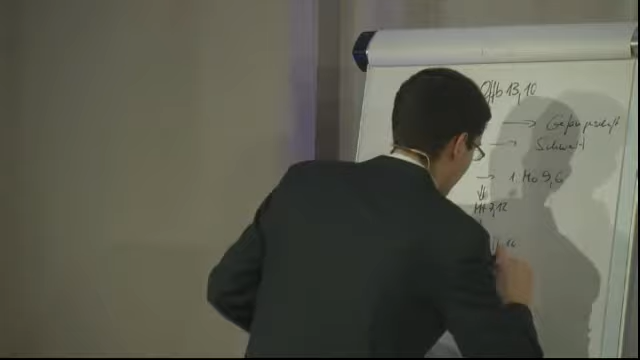 Offb 13,10
→ Gefangenschaft
→ Schwert
→ 1. Mo 9,6
Mt 7,12